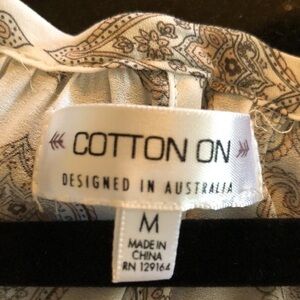 COTTON ON
DESIGNED IN AUSTRALIA
M
MADE IN
CHINA
RN 129164